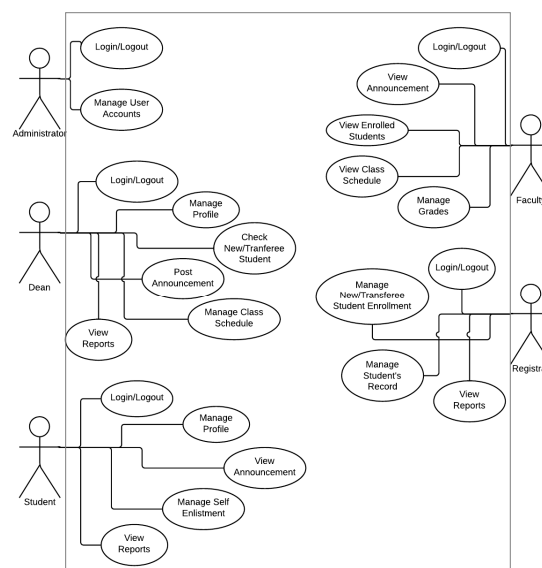 Login/Logout
Manage User
Accounts
Administrator
Login/Logout
View
Announcement
View Enrolled
Students
View Class
Schedule
Manage
Grades
Faculty
Login/Logout
Manage
Profile
Check
New/Tranferee
Student
Post
Announcement
Manage Class
Schedule
View
Reports
Dean
Login/Logout
Manage
New/Transferee
Student Enrollment
Manage
Student's
Record
View
Reports
Registra
Login/Logout
Manage
Profile
View
Announcement
Manage Self
Enlistment
View
Reports
Student